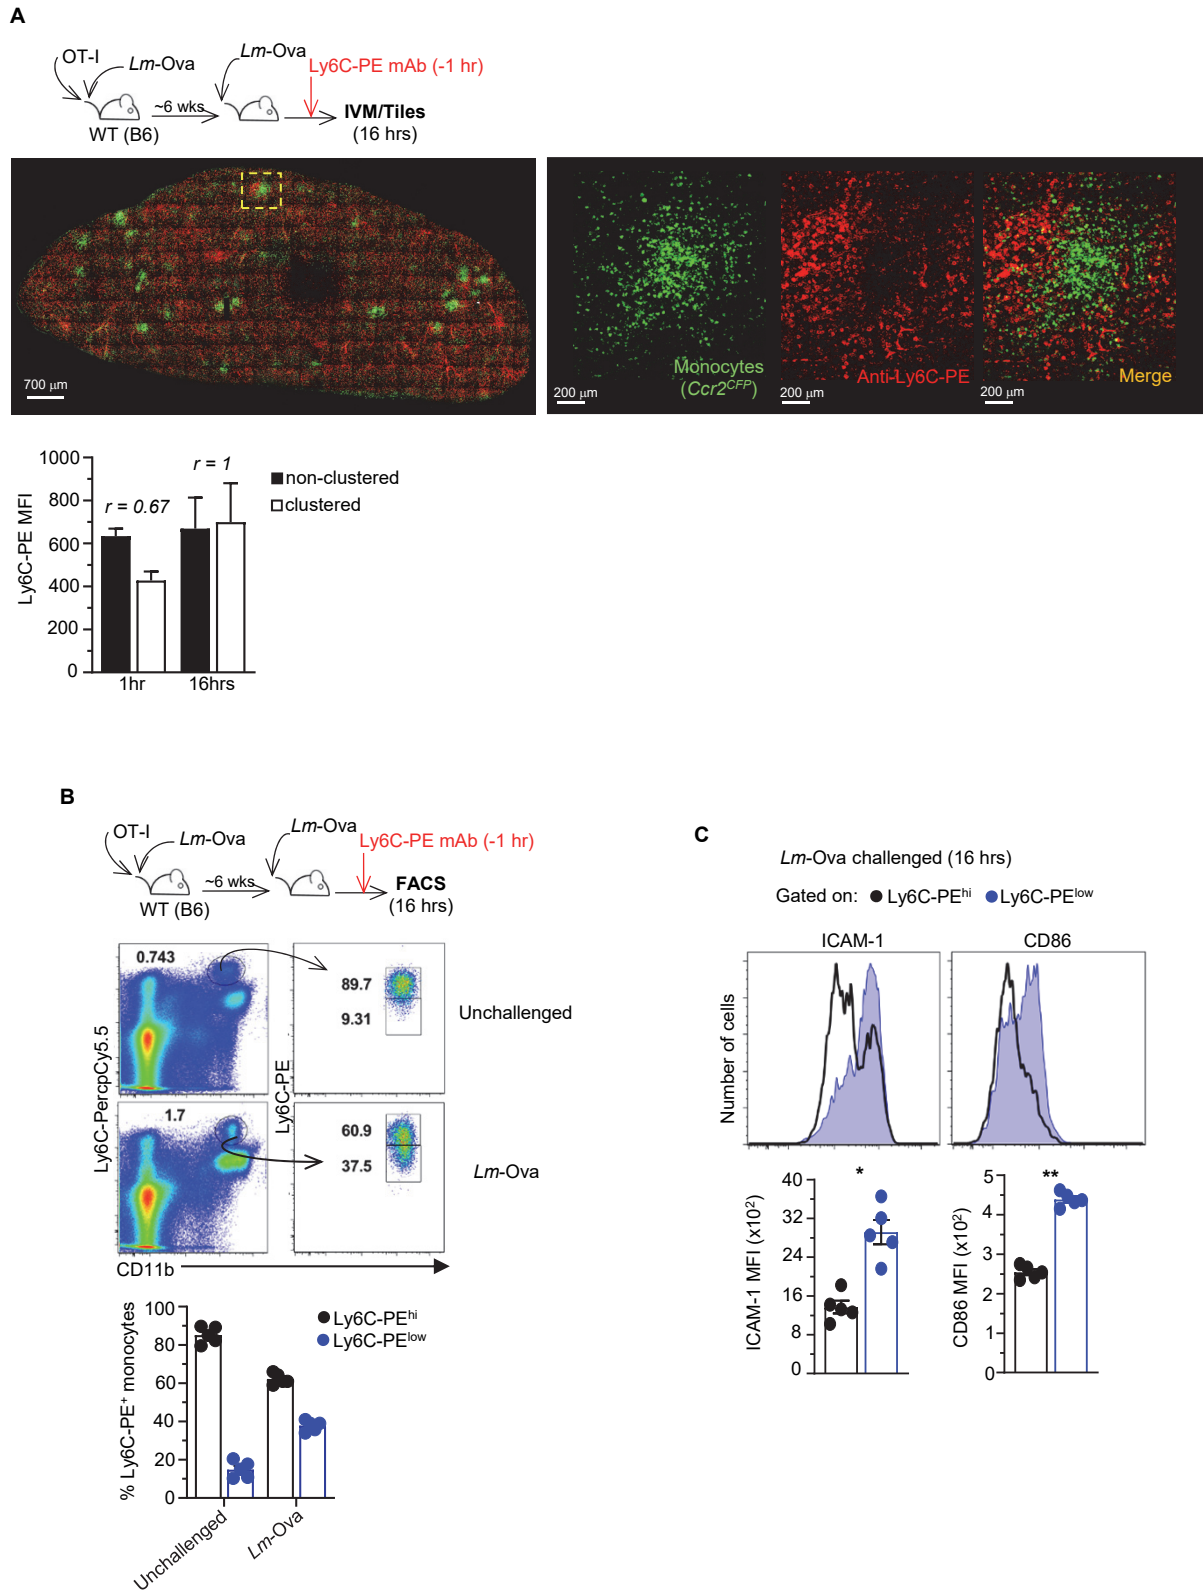 A
OT-I
Lm-Ova
Lm-Ova
Ly6C-PE mAb (-1 hr)
~6 wks
WT (B6)
IVM/Tiles
(16 hrs)
700 µm
Monocytes
(Ccr2CFP)
200 µm
Anti-Ly6C-PE
200 µm
Merge
200 µm
Ly6C-PE MFI
1000
800
600
400
200
0
r = 0.67
r = 1
non-clustered
clustered
1hr
16hrs
B
OT-I
Lm-Ova
Lm-Ova
Ly6C-PE mAb (-1 hr)
~6 wks
WT (B6)
FACS
(16 hrs)
Ly6C-PercpCy5.5
0.743
Ly6C-PE
89.7
9.31
Unchallenged
1.7
60.9
37.5
Lm-Ova
CD11b
% Ly6C-PE+ monocytes
100
80
60
40
20
0
Ly6C-PEhi
Ly6C-PElow
Unchallenged
Lm-Ova
C
Lm-Ova challenged (16 hrs)
Gated on: Ly6C-PEhi Ly6C-PElow
ICAM-1
CD86
Number of cells
ICAM-1 MFI (x10²)
40
32
24
16
8
0
*
CD86 MFI (x10²)
5
4
3
2
1
0
**